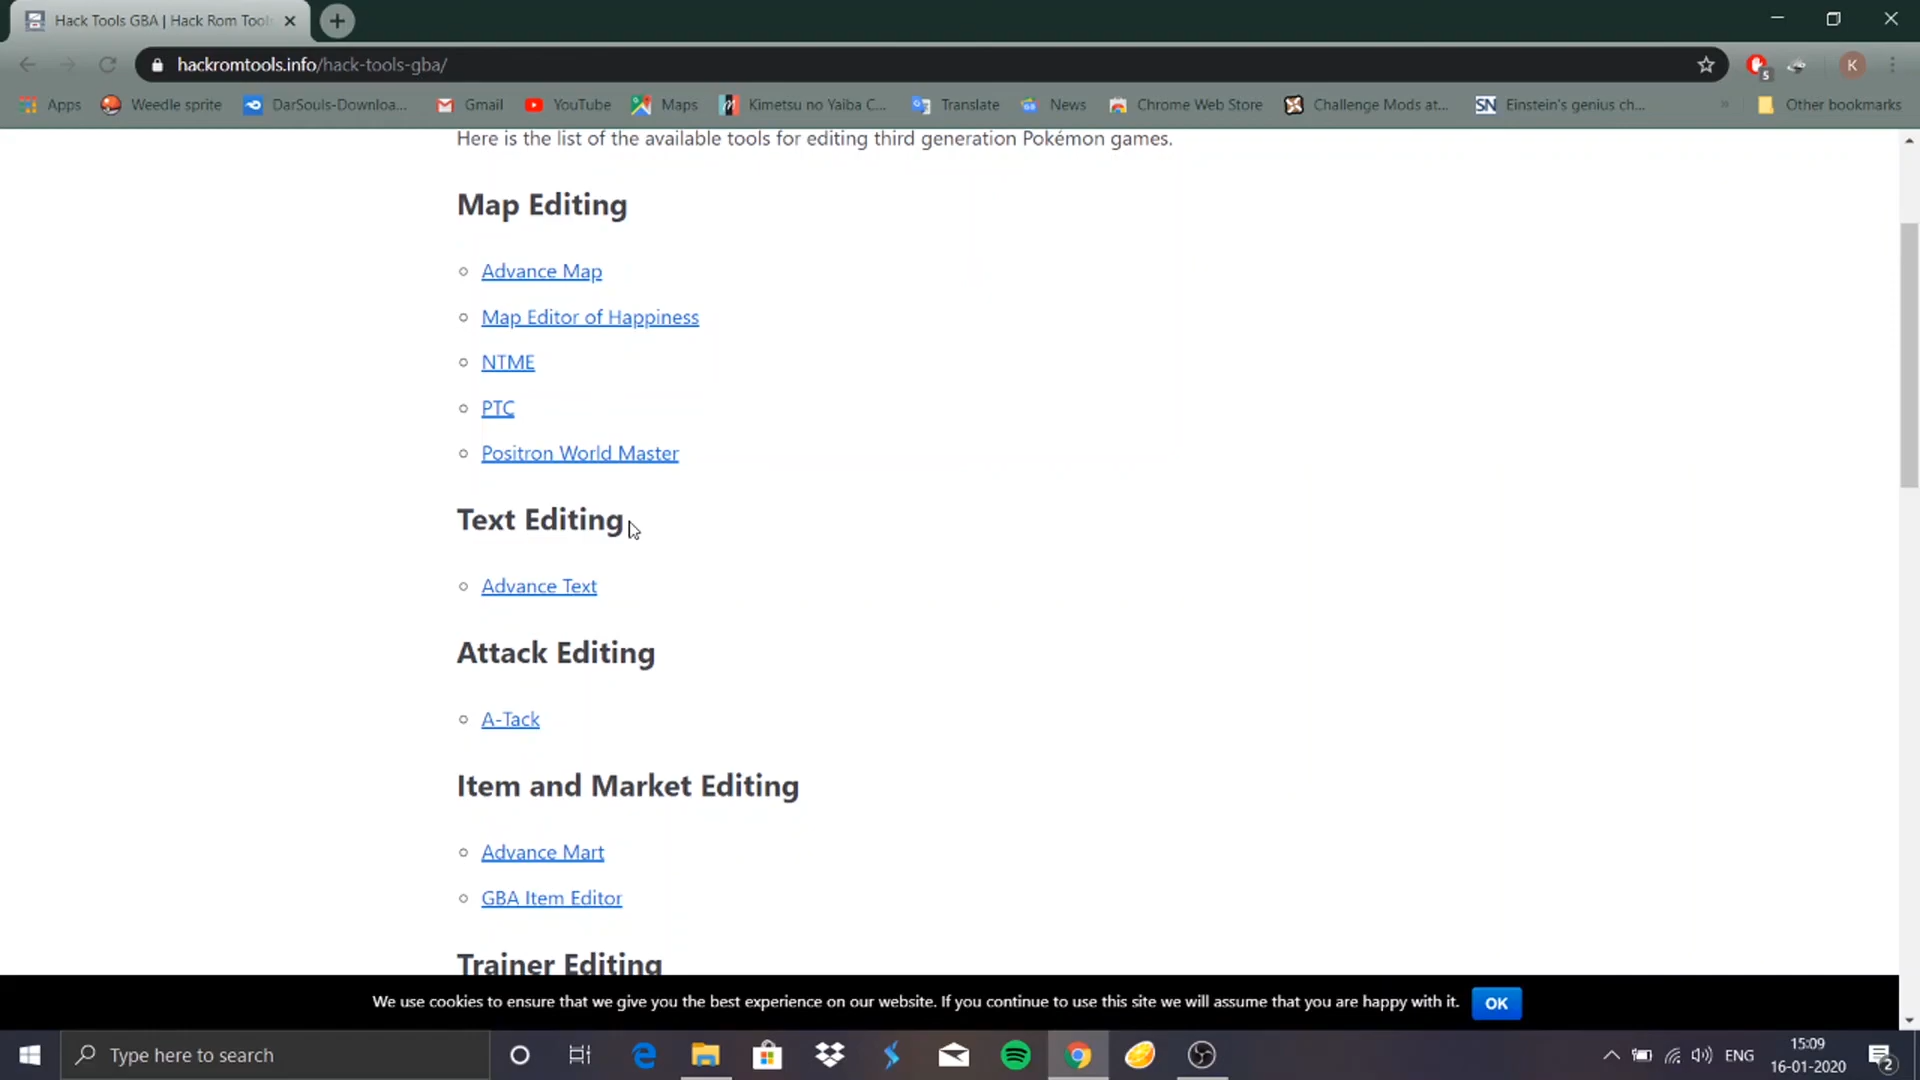 Hack Tools GBA | Hack Rom Tools
hackromtools.info/hack-tools-gba/
5
K
Apps
Weedle sprite
DarSouls-Downloa...
Gmail
YouTube
Maps
Kimetsu no Yaiba C...
Translate
News
Chrome Web Store
Challenge Mods at...
SN
Einstein's genius ch...
»
Other bookmarks
Here is the list of the available tools for editing third generation Pokémon games.
Map Editing
Advance Map
Map Editor of Happiness
NTME
PTC
Positron World Master
Text Editing
Advance Text
Attack Editing
A-Tack
Item and Market Editing
Advance Mart
GBA Item Editor
Trainer Editing
We use cookies to ensure that we give you the best experience on our website. If you continue to use this site we will assume that you are happy with it.
OK
Type here to search
ENG
15:09
16-01-2020
2